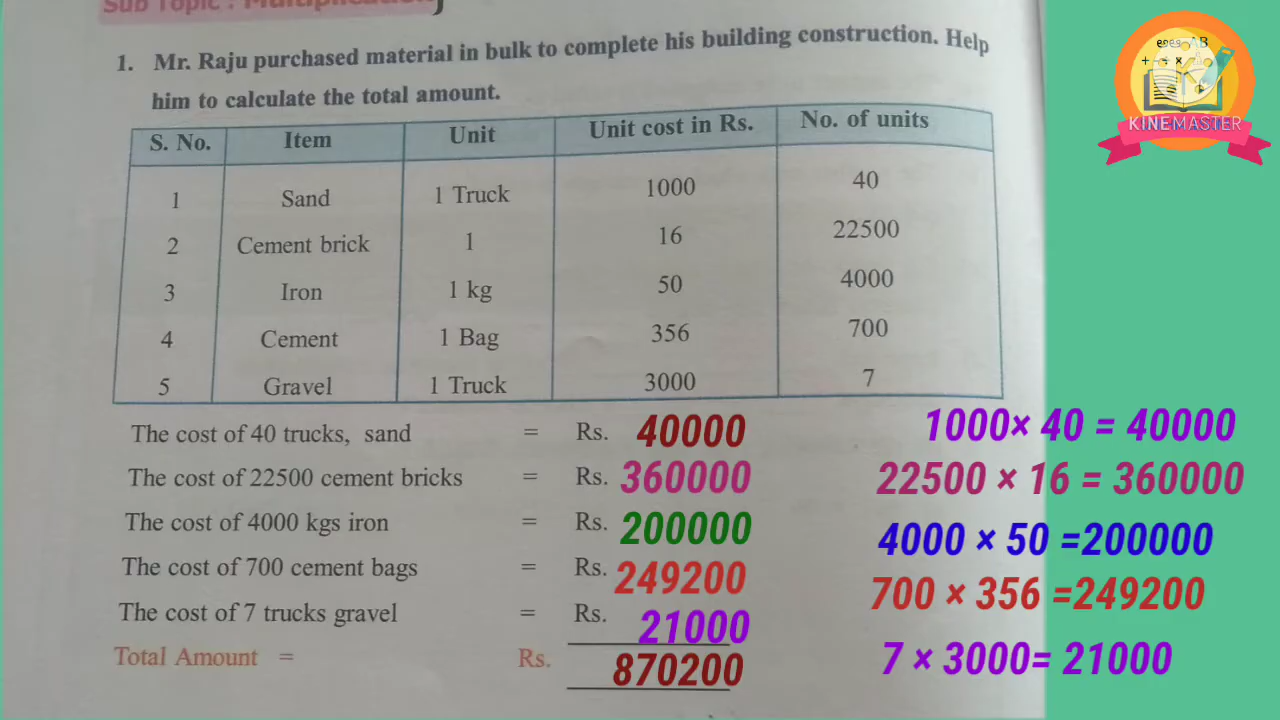 Sub Topic : Multiplication
1. Mr. Raju purchased material in bulk to complete his building construction. Help
him to calculate the total amount.
S. No. Item Unit Unit cost in Rs. No. of units
1 Sand 1 Truck 1000 40
2 Cement brick 1 16 22500
3 Iron 1 kg 50 4000
4 Cement 1 Bag 356 700
5 Gravel 1 Truck 3000 7
The cost of 40 trucks, sand = Rs. 40000 1000× 40 = 40000
The cost of 22500 cement bricks = Rs. 360000 22500 × 16 = 360000
The cost of 4000 kgs iron = Rs. 200000 4000 × 50 =200000
The cost of 700 cement bags = Rs. 249200 700 × 356 =249200
The cost of 7 trucks gravel = Rs. 21000 7 × 3000= 21000
Total Amount = Rs. 870200
KINEMASTER